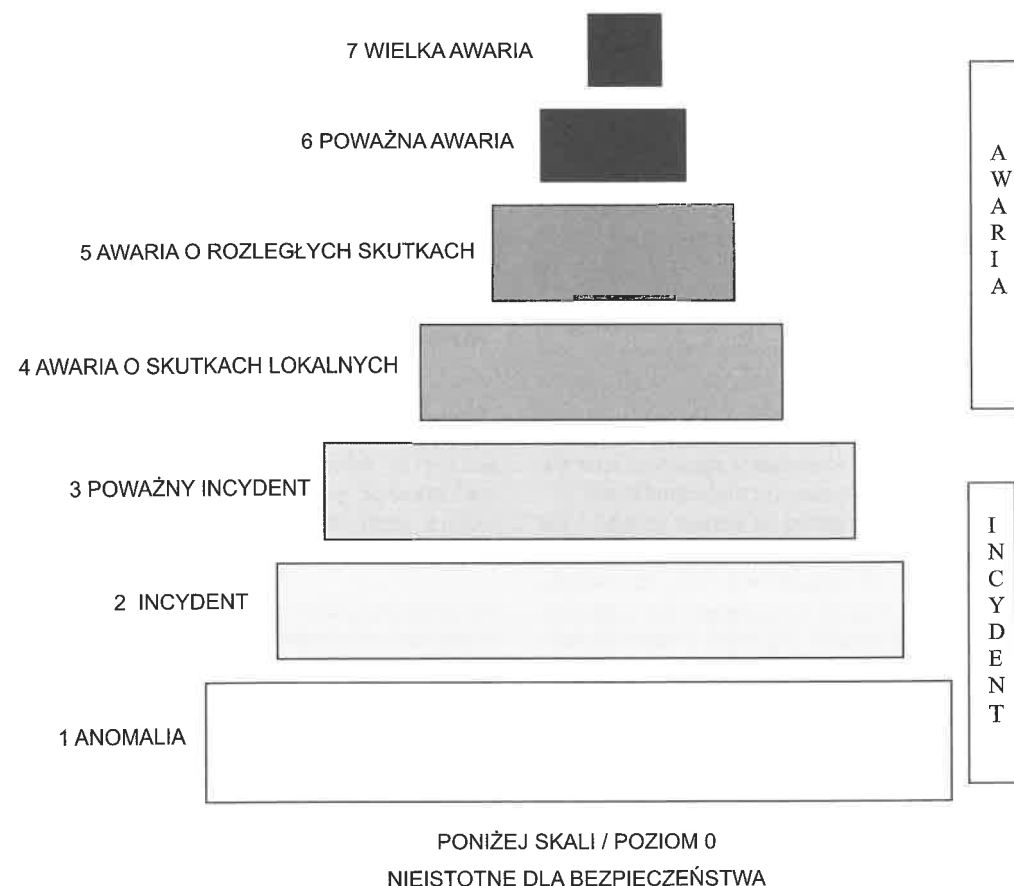 7 WIELKA AWARIA
6 POWAŻNA AWARIA
5 AWARIA O ROZLEGŁYCH SKUTKACH
4 AWARIA O SKUTKACH LOKALNYCH
3 POWAŻNY INCYDENT
2 INCYDENT
1 ANOMALIA
AWARIA
INCYDENT
PONIŻEJ SKALI / POZIOM 0
NIEISTOTNE DLA BEZPIECZEŃSTWA